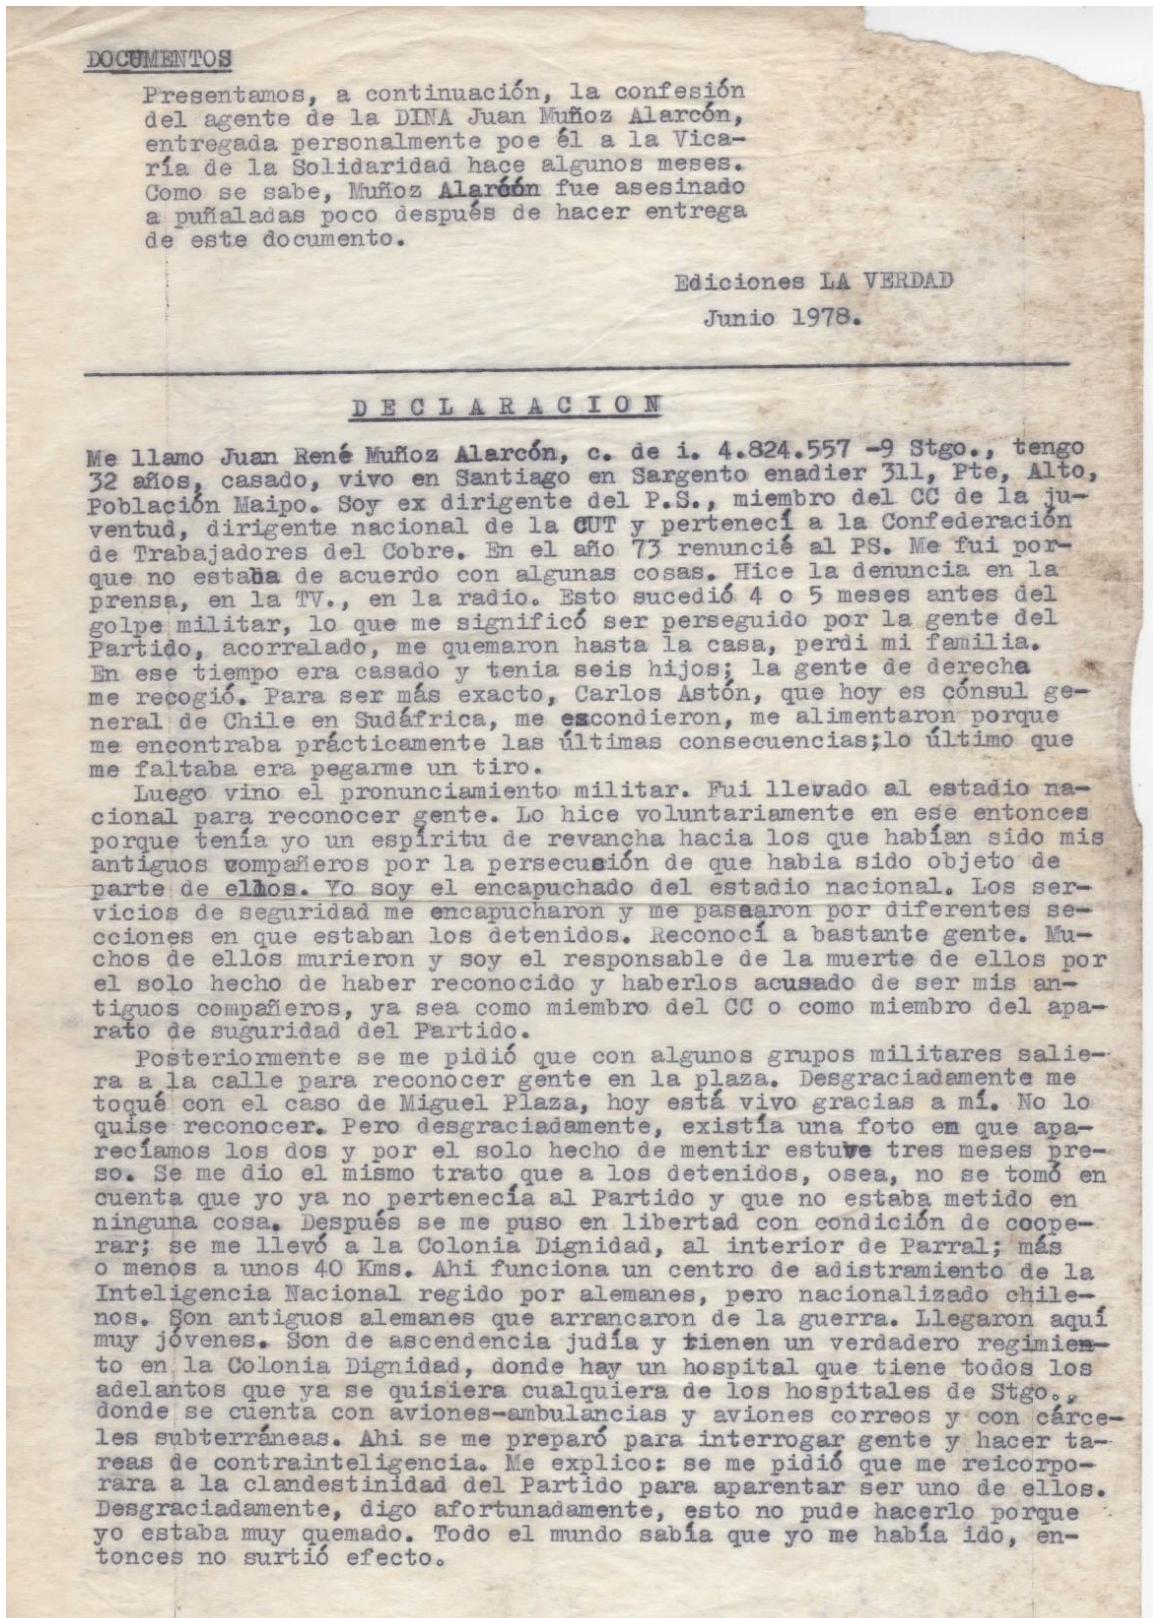 DOCUMENTOS
Presentamos, a continuación, la confesión
del agente de la DINA Juan Muñoz Alarcón,
entregada personalmente poe él a la Vica-
ría de la Solidaridad hace algunos meses.
Como se sabe, Muñoz Alarcón fue asesinado
a puñaladas poco después de hacer entrega
de este documento.
Ediciones LA VERDAD
Junio 1978.
DECLARACION
Me llamo Juan René Muñoz Alarcón, c. de i. 4.824.557 -9 Stgo., tengo
32 años, casado, vivo en Santiago en Sargento enadier 311, Pte, Alto,
Población Maipo. Soy ex dirigente del P.S., miembro del CC de la ju-
ventud, dirigente nacional de la CUT y pertenecí a la Confederación
de Trabajadores del Cobre. En el año 73 renuncié al PS. Me fui por-
que no estaba de acuerdo con algunas cosas. Hice la denuncia en la
prensa, en la TV., en la radio. Esto sucedió 4 o 5 meses antes del
golpe militar, lo que me significó ser perseguido por la gente del
Partido, acorralado, me quemaron hasta la casa, perdi mi familia.
En ese tiempo era casado y tenia seis hijos; la gente de derecha
me recogió. Para ser más exacto, Carlos Astón, que hoy es cónsul ge-
neral de Chile en Sudáfrica, me escondieron, me alimentaron porque
me encontraba prácticamente las últimas consecuencias;lo último que
me faltaba era pegarme un tiro.
Luego vino el pronunciamiento militar. Fui llevado al estadio na-
cional para reconocer gente. Lo hice voluntariamente en ese entonces
porque tenía yo un espíritu de revancha hacia los que habían sido mis
antiguos compañeros por la persecusión de que habia sido objeto de
parte de ellos. Yo soy el encapuchado del estadio nacional. Los ser-
vicios de seguridad me encapucharon y me pasearon por diferentes se-
cciones en que estaban los detenidos. Reconocí a bastante gente. Mu-
chos de ellos murieron y soy el responsable de la muerte de ellos por
el solo hecho de haber reconocido y haberlos acusado de ser mis an-
tiguos compañeros, ya sea como miembro del CC o como miembro del apa-
rato de suguridad del Partido.
Posteriormente se me pidió que con algunos grupos militares salie-
ra a la calle para reconocer gente en la plaza. Desgraciadamente me
toqué con el caso de Miguel Plaza, hoy está vivo gracias a mí. No lo
quise reconocer. Pero desgraciadamente, existía una foto en que apa-
recíamos los dos y por el solo hecho de mentir estuve tres meses pre-
so. Se me dio el mismo trato que a los detenidos, osea, no se tomó en
cuenta que yo ya no pertenecía al Partido y que no estaba metido en
ninguna cosa. Después se me puso en libertad con condición de coope-
rar; se me llevó a la Colonia Dignidad, al interior de Parral; más
o menos a unos 40 Kms. Ahi funciona un centro de adistramiento de la
Inteligencia Nacional regido por alemanes, pero nacionalizado chile-
nos. Son antiguos alemanes que arrancaron de la guerra. Llegaron aquí
muy jóvenes. Son de ascendencia judía y tienen un verdadero regimien-
to en la Colonia Dignidad, donde hay un hospital que tiene todos los
adelantos que ya se quisiera cualquiera de los hospitales de Stgo.,
donde se cuenta con aviones-ambulancias y aviones correos y con cárce-
les subterráneas. Ahi se me preparó para interrogar gente y hacer ta-
reas de contrainteligencia. Me explico: se me pidió que me reicorpo-
rara a la clandestinidad del Partido para aparentar ser uno de ellos.
Desgraciadamente, digo afortunadamente, esto no pude hacerlo porque
yo estaba muy quemado. Todo el mundo sabía que yo me había ido, en-
tonces no surtió efecto.